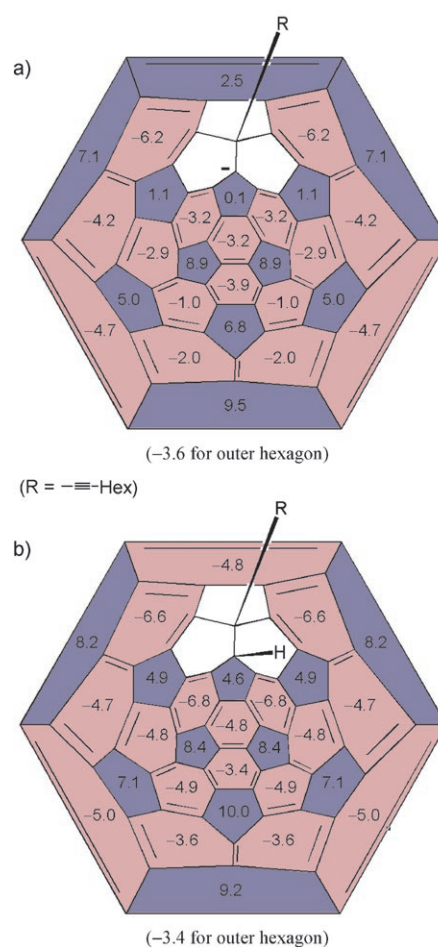 R
a)
2.5
−6.2 −6.2
7.1 7.1
1.1 - 0.1 1.1
−3.2 −3.2
−4.2 −3.2 −4.2
−2.9 −2.9
8.9 8.9
−3.9
5.0 −1.0 −1.0 5.0
−4.7 6.8 −4.7
−2.0 −2.0
9.5
(−3.6 for outer hexagon)
(R = −≡−Hex)
R
b)
−4.8
−6.6 −6.6
8.2 H 8.2
4.9 4.6 4.9
−6.8 −6.8
−4.7 −4.8 −4.7
−4.8 −4.8
8.4 8.4
−3.4
7.1 −4.9 −4.9 7.1
−5.0 10.0 −5.0
−3.6 −3.6
9.2
(−3.4 for outer hexagon)